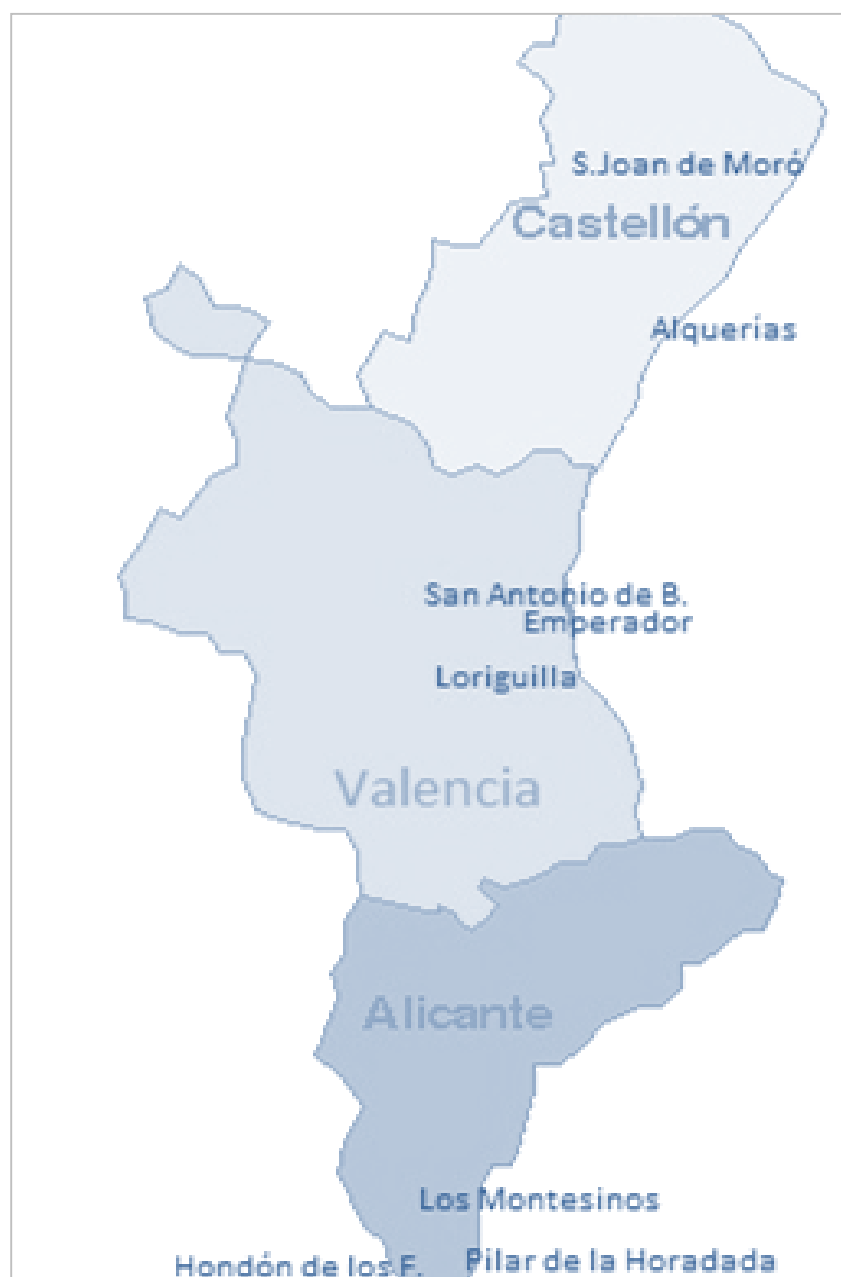 S.Joan de Moró
Castellón
Alquerías
San Antonio de B.
Emperador
Loriguilla
Valencia
Alicante
Los Montesinos
Pilar de la Horadada
Hondón de los F.